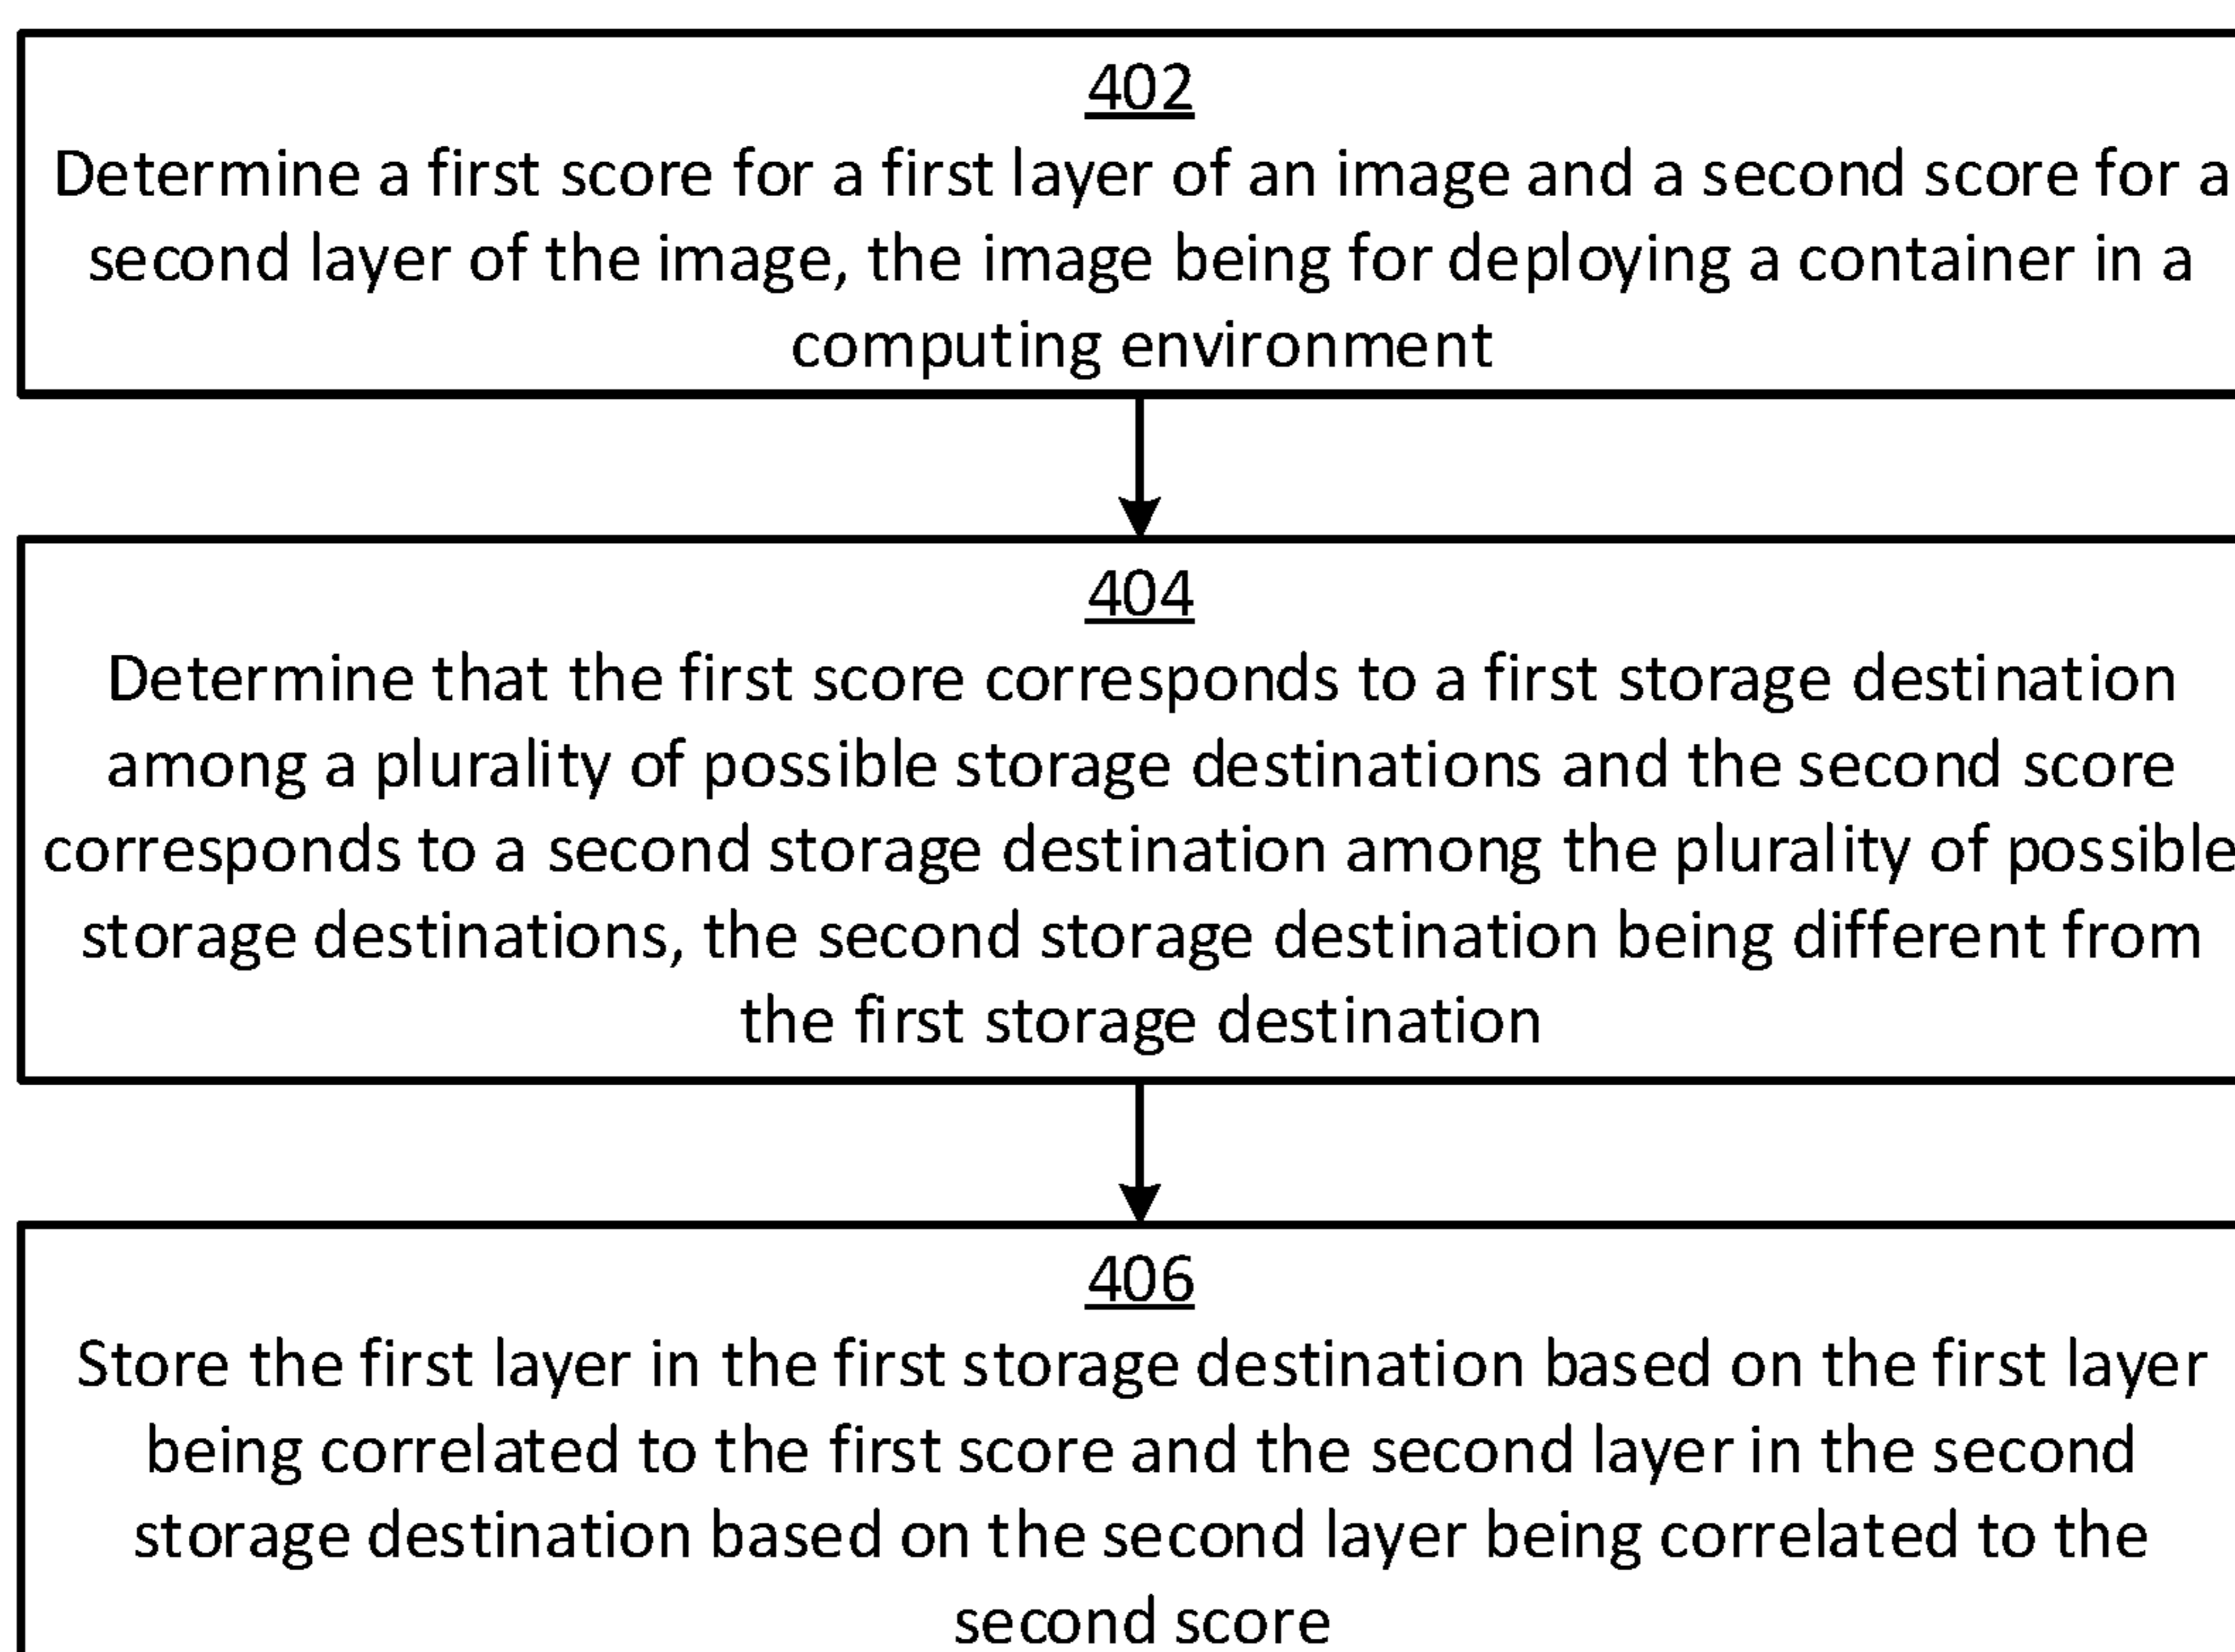 402
Determine a first score for a first layer of an image and a second score for a
second layer of the image, the image being for deploying a container in a
computing environment
404
Determine that the first score corresponds to a first storage destination
among a plurality of possible storage destinations and the second score
corresponds to a second storage destination among the plurality of possible
storage destinations, the second storage destination being different from
the first storage destination
406
Store the first layer in the first storage destination based on the first layer
being correlated to the first score and the second layer in the second
storage destination based on the second layer being correlated to the
second score